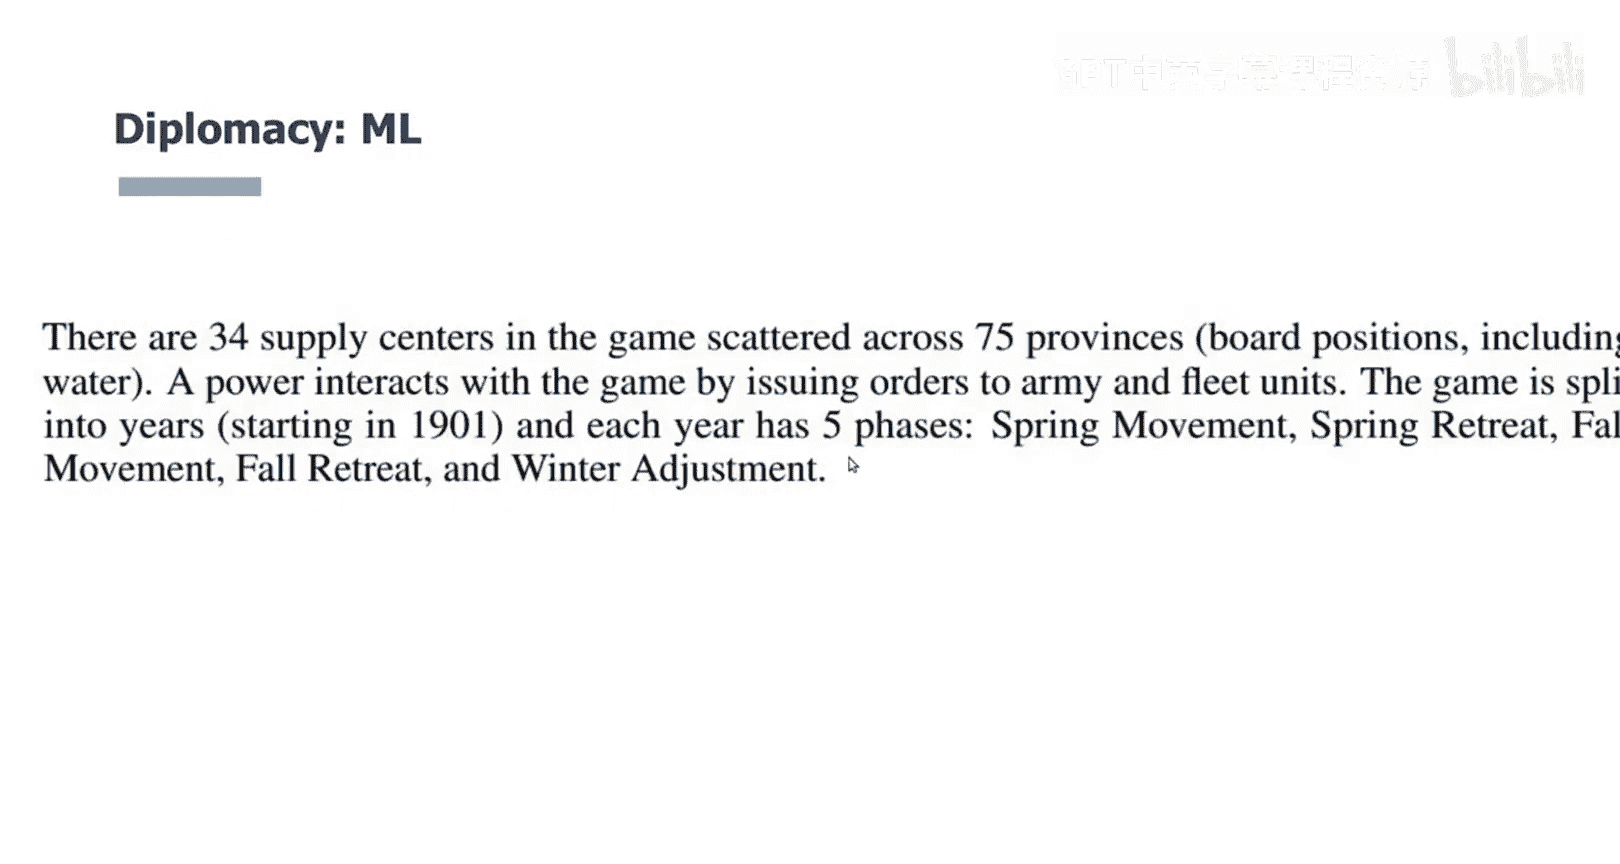 bilibili
Diplomacy: ML
There are 34 supply centers in the game scattered across 75 provinces (board positions, including
water). A power interacts with the game by issuing orders to army and fleet units. The game is spli
into years (starting in 1901) and each year has 5 phases: Spring Movement, Spring Retreat, Fal
Movement, Fall Retreat, and Winter Adjustment.